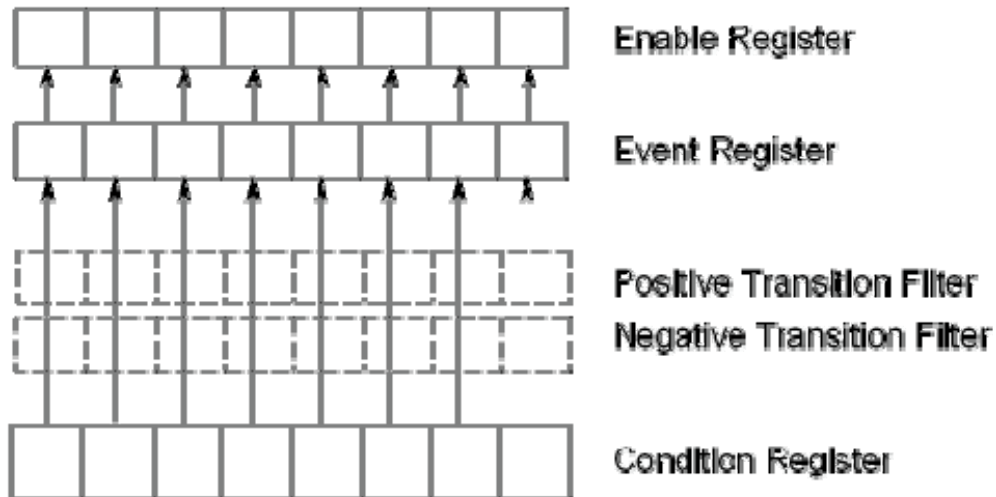 Enable Register
Event Register
Positive Transition Filter
Negative Transition Filter
Condition Register